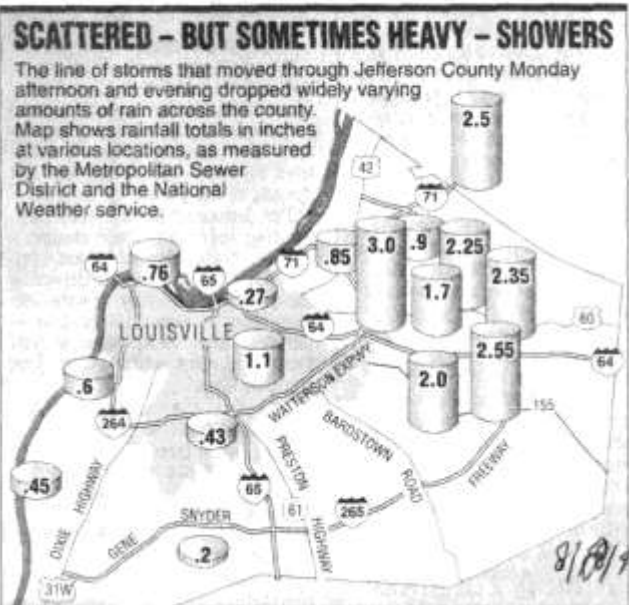 SCATTERED – BUT SOMETIMES HEAVY – SHOWERS
The line of storms that moved through Jefferson County Monday
afternoon and evening dropped widely varying
amounts of rain across the county.
Map shows rainfall totals in inches
at various locations, as measured
by the Metropolitan Sewer
District and the National
Weather service.
2.5
42
71
3.0
.9
2.25
.85
2.35
64
.76
65
71
1.7
.27
60
LOUISVILLE
64
1.1
2.55
64
.6
WATTERSON EXPWY
2.0
264
.43
155
BARDSTOWN
ROAD
PRESTON
HIGHWAY
FREEWAY
.45
DIXIE HIGHWAY
65
61
265
GENE
SNYDER
.2
31W